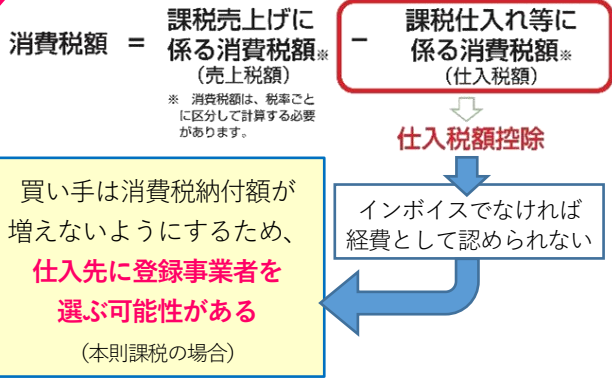 消費税額 = 課税売上げに係る消費税額※（売上税額） － 課税仕入れ等に係る消費税額※（仕入税額）
※ 消費税額は、税率ごと
に区分して計算する必要
があります。
仕入税額控除
インボイスでなければ
経費として認められない
買い手は消費税納付額が
増えないようにするため、
仕入先に登録事業者を
選ぶ可能性がある
（本則課税の場合）